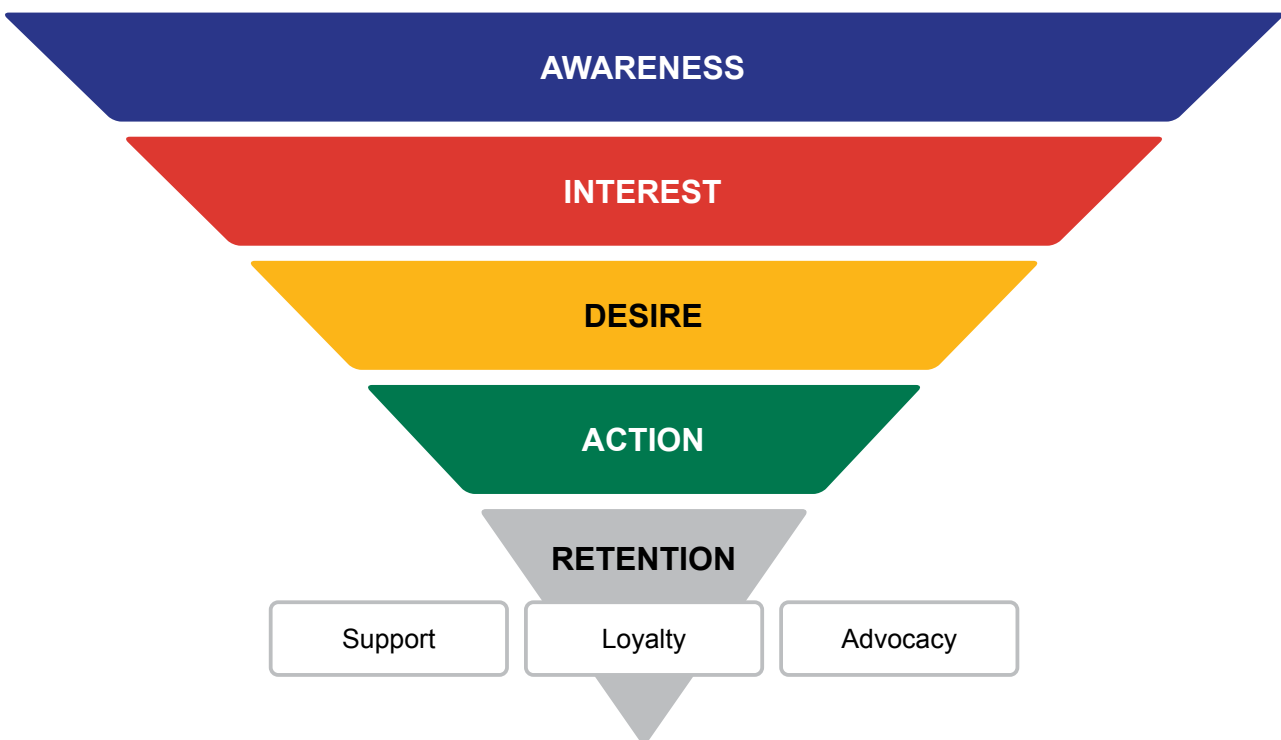 AWARENESS
INTEREST
DESIRE
ACTION
RETENTION
Support
Loyalty
Advocacy